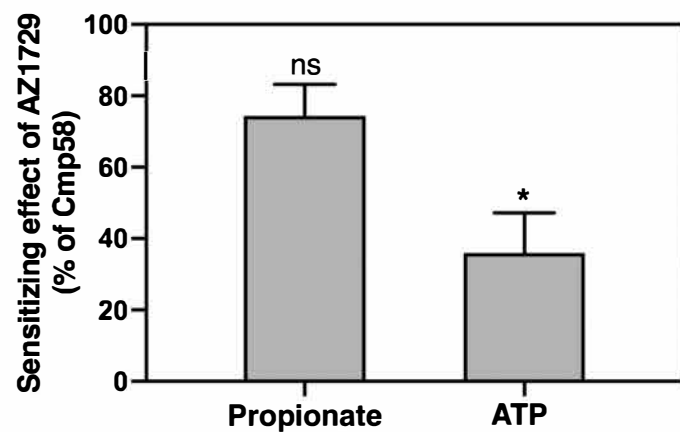 Sensitizing effect of AZ1729
(% of Cmp58)
100
80
60
40
20
0
ns
*
Propionate
ATP